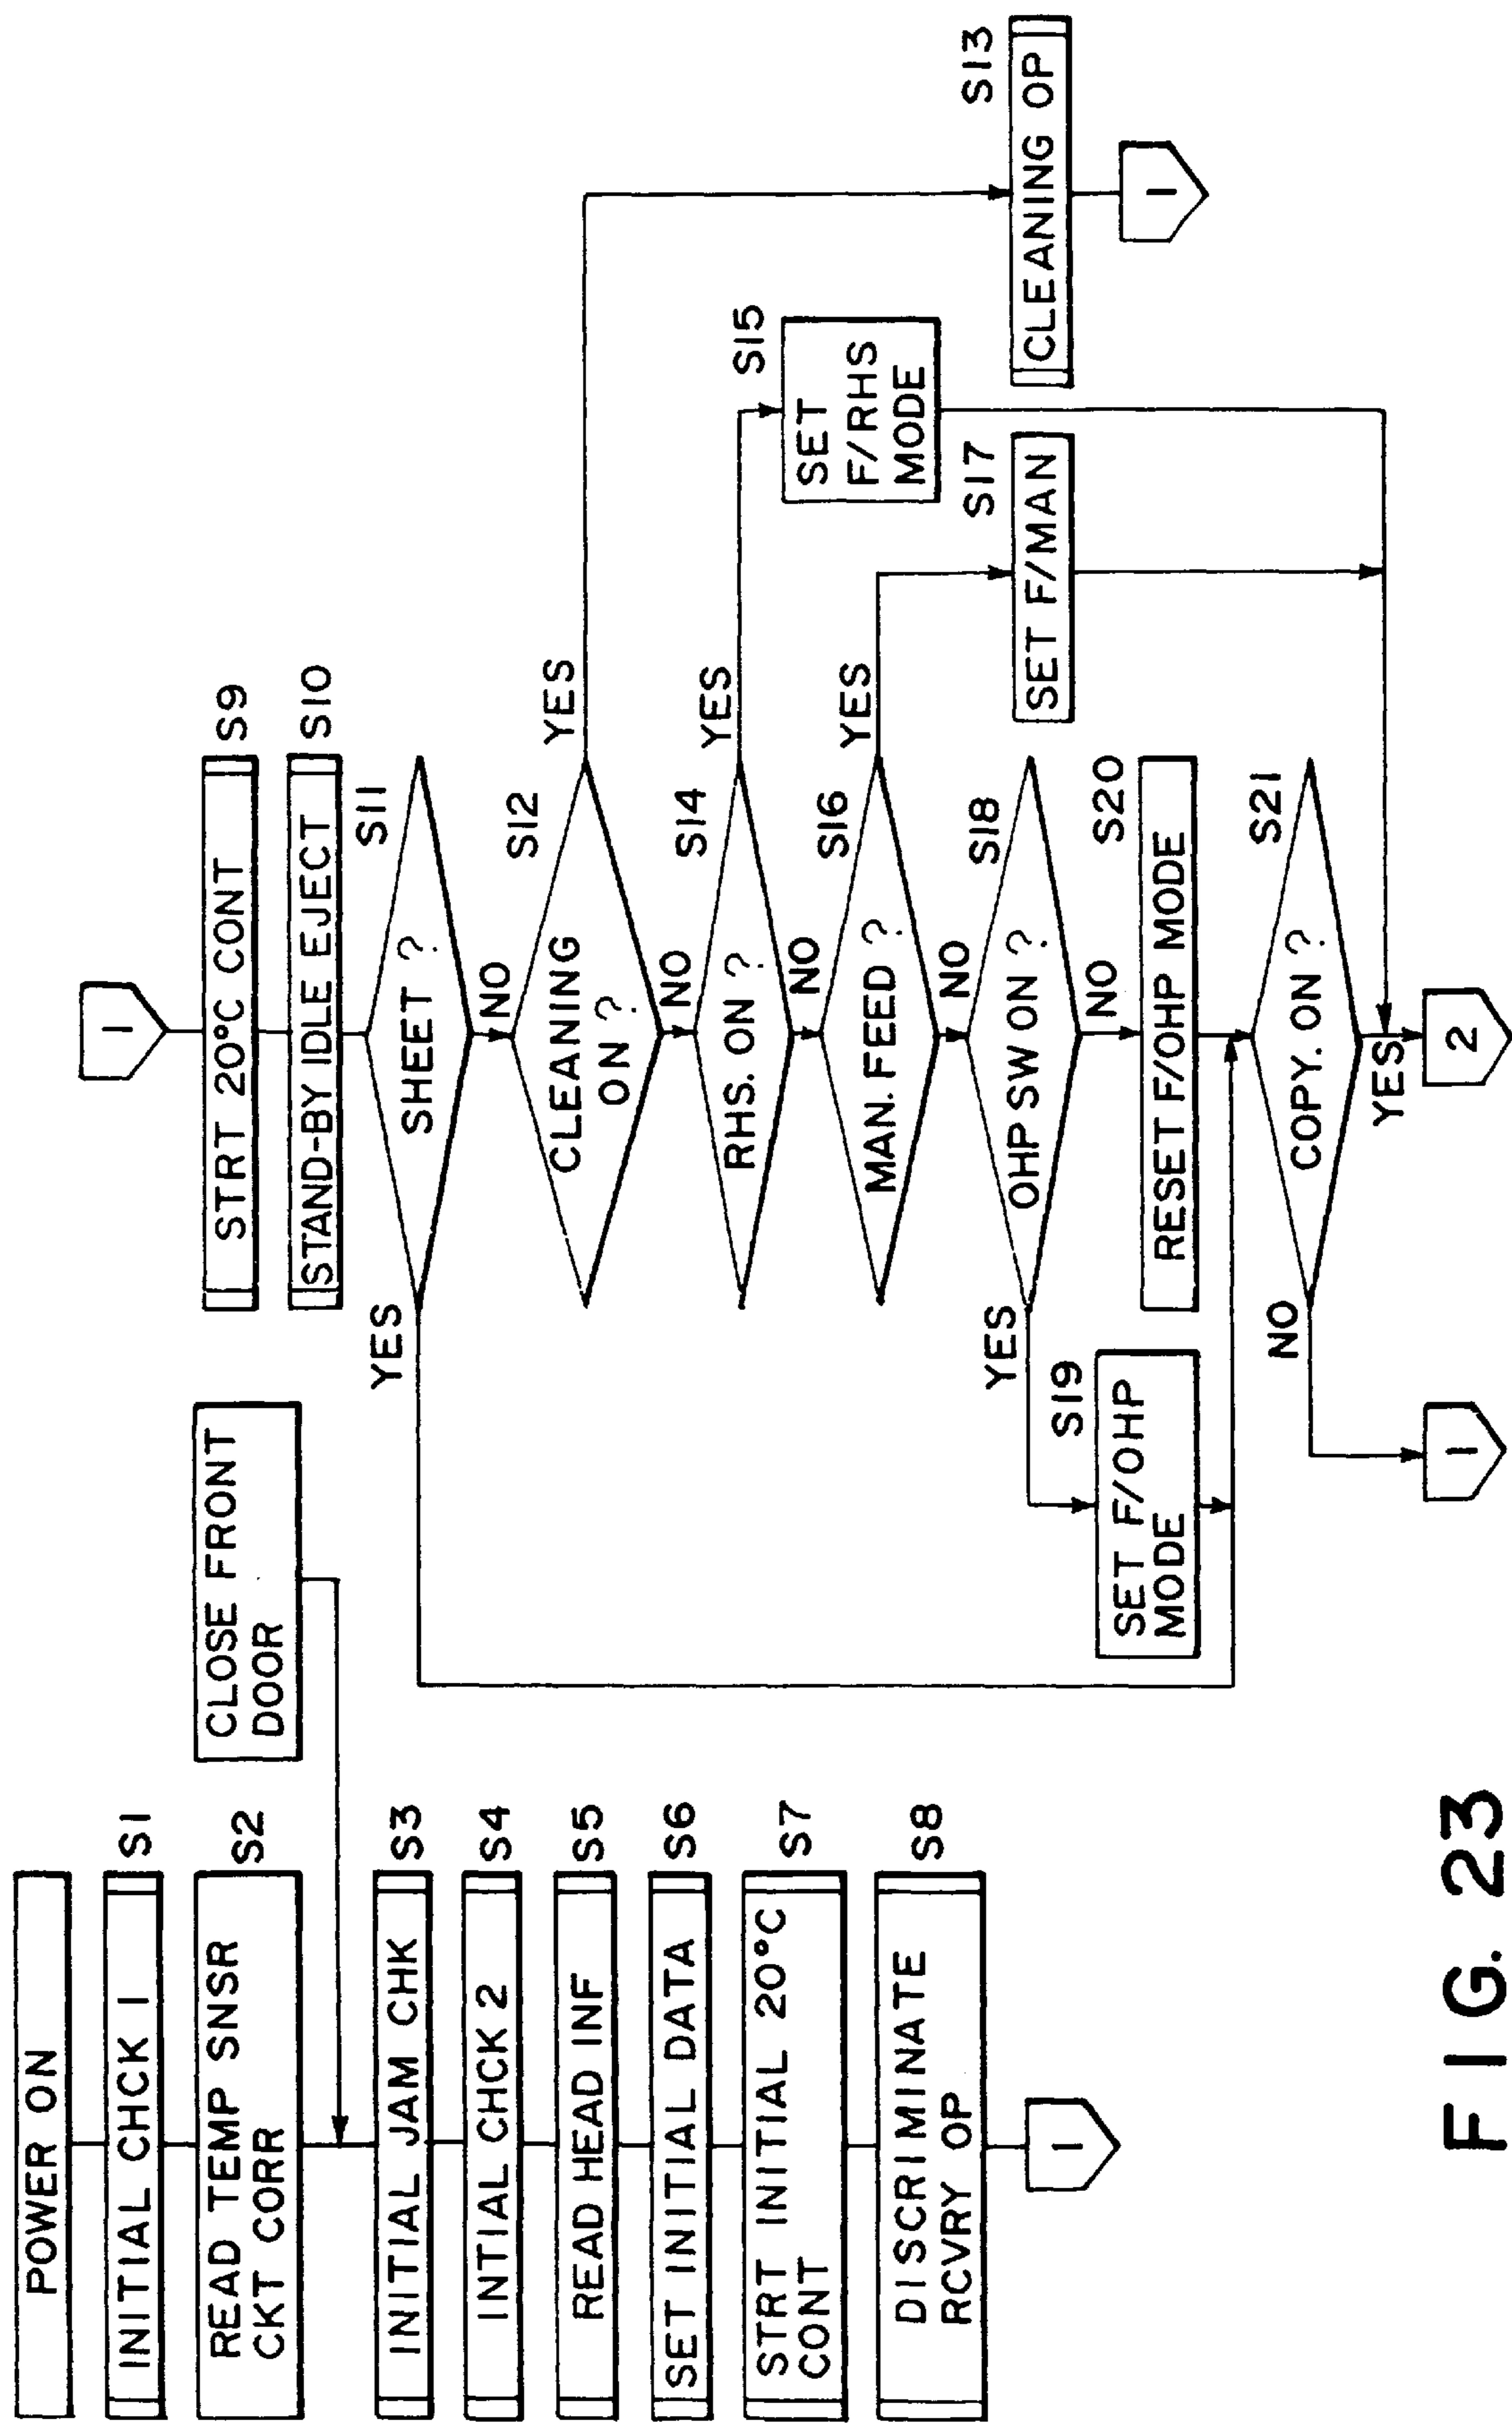 POWER ON
INITIAL CHCK 1
S1
READ TEMP SNSR
CKT CORR
S2
CLOSE FRONT
DOOR
INITIAL JAM CHK
S3
INTIAL CHCK 2
S4
READ HEAD INF
S5
SET INITIAL DATA
S6
STRT INITIAL 20°C
CONT
S7
DISCRIMINATE
RCVRY OP
S8
1
1
STRT 20°C CONT
S9
STAND-BY IDLE EJECT
S10
SHEET ?
S11
YES
NO
CLEANING
ON ?
S12
YES
NO
CLEANING OP
S13
1
RHS. ON ?
S14
YES
NO
SET
F/RHS
MODE
S15
MAN. FEED ?
S16
YES
NO
SET F/MAN
S17
OHP SW ON ?
S18
YES
NO
SET F/OHP
MODE
S19
RESET F/OHP MODE
S20
COPY. ON ?
S21
NO
YES
1
2
FIG. 23